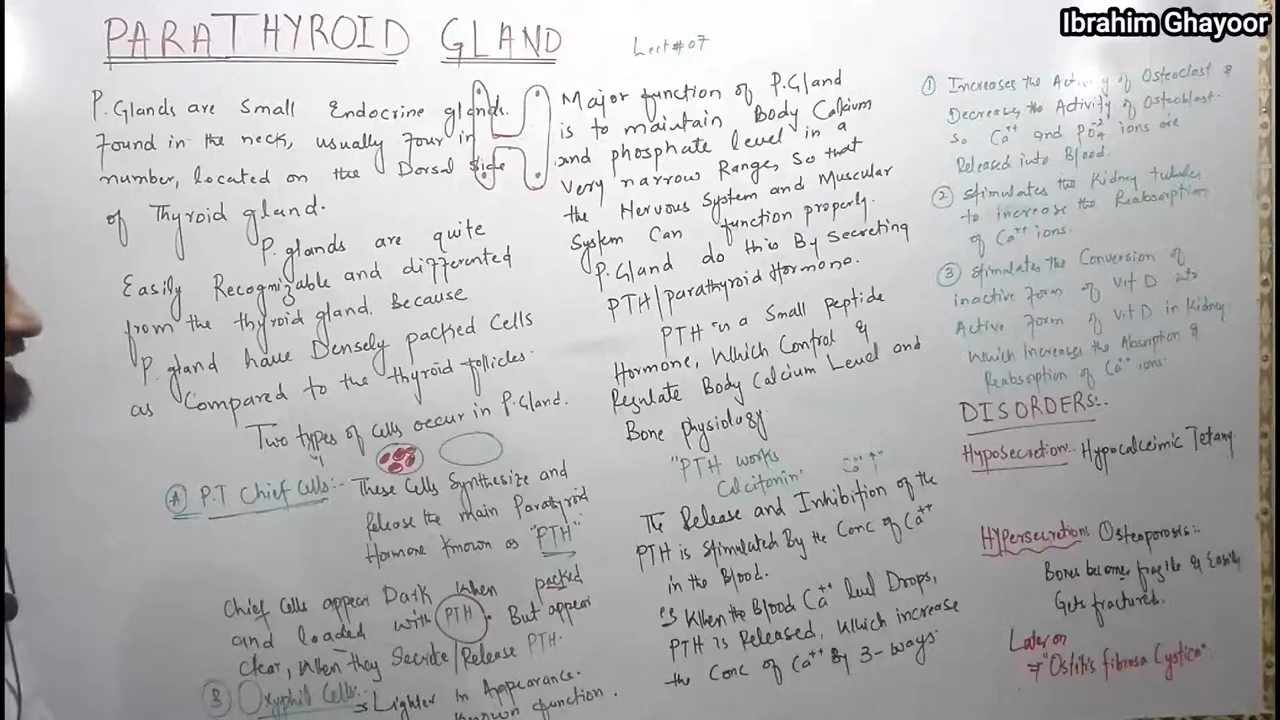 Ibrahim Ghayoor
PARATHYROID GLAND
Lect#07
P.Glands are Small Endocrine glands.
Found in the neck, usually Four in
number, located on the Dorsal Side
of Thyroid gland.
P.glands are quite
Easily Recognizable and differented
from the thyroid gland. Because
P.gland have Densely packed Cells
as Compared to the thyroid follicles.
Two types of Cells occur in P.Gland.
(A) P.T Chief Cells:- These Cells Synthesize and
Release the main Paratyroid
Hormone Known as "PTH"
Chief Cells appear Dark When packed
and loaded with PTH. But appear
clear, When they Secrete/Release PTH.
(B) Oxyphil Cells:- Lighter in Appearance.
Known function.
Major function of P.Gland
is to maintain Body Calcium
and phosphate level in a
Very narrow Range, So that
the Nervous System and Muscular
System Can function properly.
P.Gland do this By Secreting
PTH/parathyroid Hormone.
PTH is a Small Peptide
Hormone, Which Control &
Regulate Body Calcium Level and
Bone physiology
"PTH works
Calcitonin" Ca⁺⁺↑"
The Release and Inhibition of the
PTH is Stimulated By the Conc of Ca⁺⁺
in the Blood.
When the Blood Ca⁺⁺ level Drops,
PTH is Released, Which increase
the Conc of Ca⁺⁺ By 3-ways
① Increases the Activity of Osteoclast &
Decreases the Activity of Osteoblast.
So Ca⁺⁺ and PO₄⁻² ions are
Released into Blood.
② Stimulates the Kidney tubules
to increase the Reabsorption
of Ca⁺⁺ ions.
③ Stimulates the Conversion of
inactive Form of Vit D into
Active Form of Vit D in Kidney
Which Increase the Absorption &
Reabsorption of Ca⁺⁺ ions.
DISORDERS:.
Hyposecretion:. Hypocalceimic Tetany
Hypersecretion:. Osteoporosis:.
Bones become fragile & Easily
Gets fractured.
Later on
→"Ostitis fibrosa Cystica".